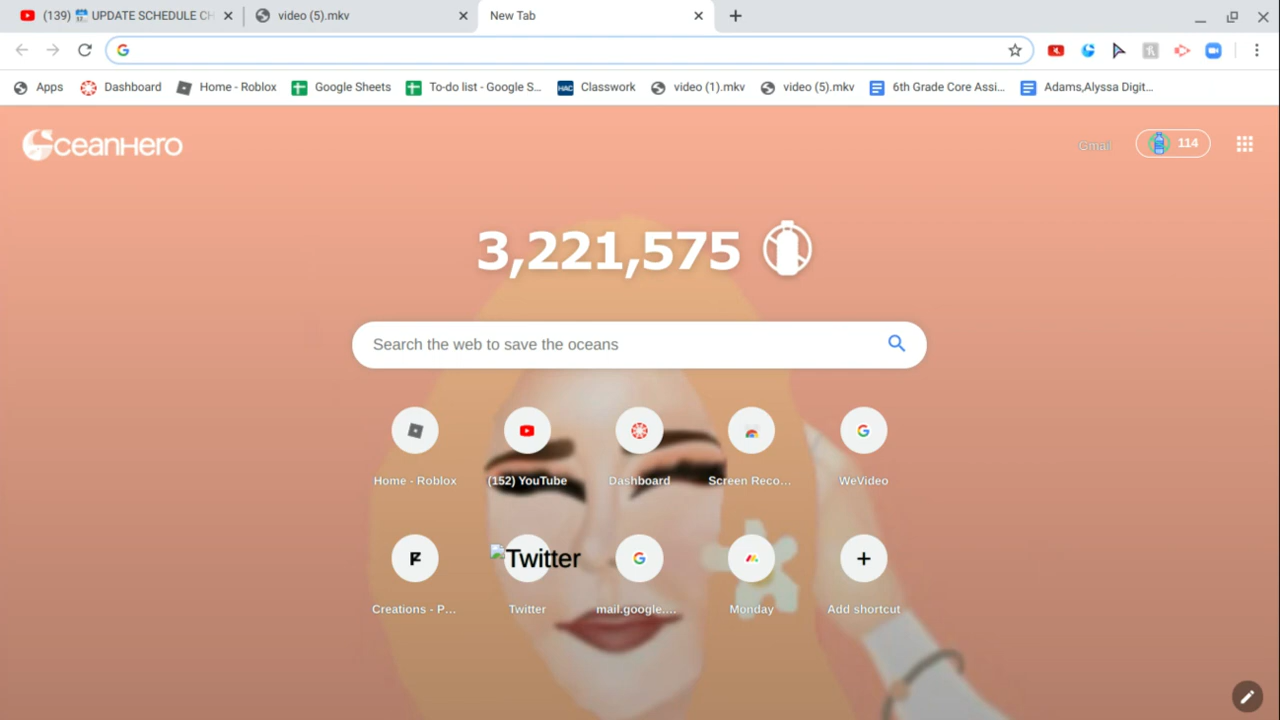 (139) 📅 UPDATE SCHEDULE CH
video (5).mkv
New Tab
Apps
Dashboard
Home - Roblox
Google Sheets
To-do list - Google S...
HAC
Classwork
video (1).mkv
video (5).mkv
6th Grade Core Assi...
Adams,Alyssa Digit...
OceanHero
Gmail
114
3,221,575
Search the web to save the oceans
Home - Roblox
(152) YouTube
Dashboard
Screen Reco...
WeVideo
Twitter
Creations - P...
Twitter
mail.google....
Monday
Add shortcut